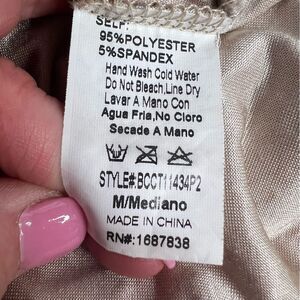 SELF:
95%POLYESTER
5%SPANDEX
Hand Wash Cold Water
Do Not Bleach,Line Dry
Lavar A Mano Con
Agua Fria,No Cloro
Secade A Mano
STYLE#:BCCT11434P2
M/Mediano
MADE IN CHINA
RN#:1687838